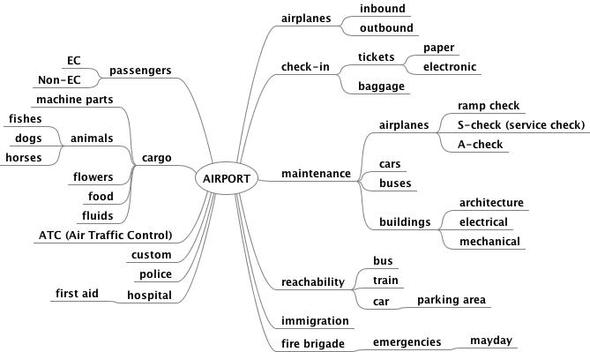 AIRPORT
airplanes
inbound
outbound
check-in
tickets
paper
electronic
baggage
maintenance
airplanes
ramp check
S-check (service check)
A-check
cars
buses
buildings
architecture
electrical
mechanical
reachability
bus
train
car
parking area
immigration
fire brigade
emergencies
mayday
passengers
EC
Non-EC
cargo
machine parts
animals
fishes
dogs
horses
flowers
food
fluids
ATC (Air Traffic Control)
custom
police
hospital
first aid